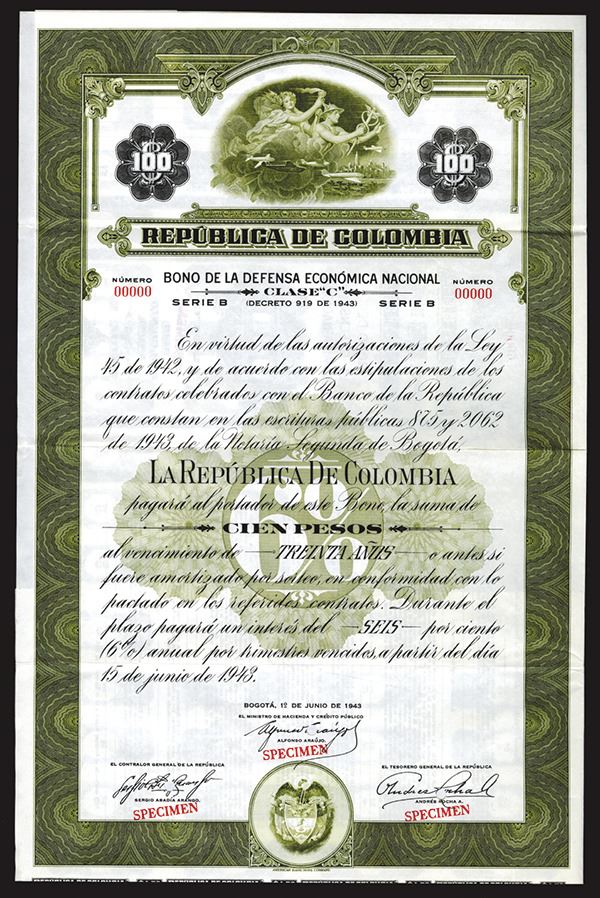 100
100
REPÚBLICA DE COLOMBIA
NÚMERO
00000
BONO DE LA DEFENSA ECONÓMICA NACIONAL
CLASE "C"
SERIE B (DECRETO 919 DE 1943) SERIE B
NÚMERO
00000
En virtud de las autorizaciones de la Ley
45 de 1942, y de acuerdo con las estipulaciones de los
contratos celebrados con el Banco de la República
que constan en las escrituras públicas 875 y 2062
de 1943, de la Notaría Segunda de Bogotá,
LA REPÚBLICA DE COLOMBIA
pagará al portador de este Bono, la suma de
CIEN PESOS
al vencimiento de —TREINTA AÑOS— o antes si
fuere amortizado por sorteo, en conformidad con lo
pactado en los referidos contratos. Durante el
plazo pagará un interés del —SEIS— por ciento
(6%) anual por trimestres vencidos, a partir del día
15 de junio de 1943.
6%
BOGOTÁ, 1º DE JUNIO DE 1943
EL MINISTRO DE HACIENDA Y CRÉDITO PÚBLICO
ALFONSO ARAÚJO.
SPECIMEN
EL CONTRALOR GENERAL DE LA REPÚBLICA
SERGIO ABADÍA ARANGO.
SPECIMEN
EL TESORERO GENERAL DE LA REPÚBLICA
ANDRÉS ROCHA A.
SPECIMEN
AMERICAN BANK NOTE COMPANY